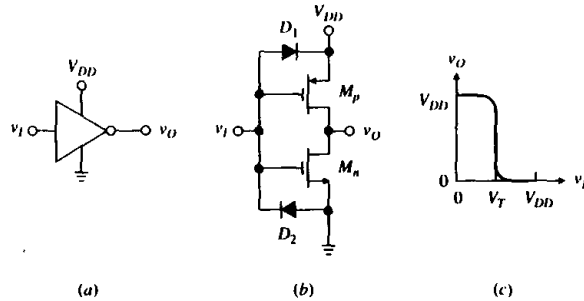 V_DD
v_I
v_O
(a)
D_1
V_DD
M_p
v_I
v_O
M_n
D_2
(b)
v_O
V_DD
0
0
V_T
V_DD
v_I
(c)